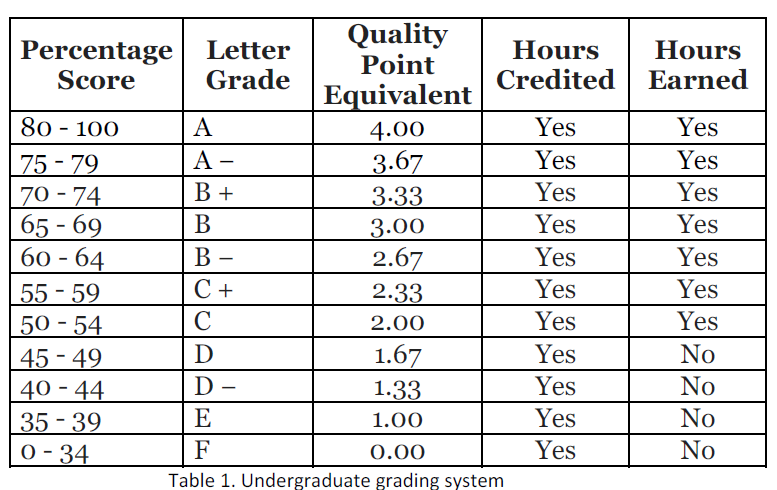 Percentage Score Letter Grade Quality Point Equivalent Hours Credited Hours Earned
80 - 100 A 4.00 Yes Yes
75 - 79 A – 3.67 Yes Yes
70 - 74 B + 3.33 Yes Yes
65 - 69 B 3.00 Yes Yes
60 - 64 B – 2.67 Yes Yes
55 - 59 C + 2.33 Yes Yes
50 - 54 C 2.00 Yes Yes
45 - 49 D 1.67 Yes No
40 - 44 D – 1.33 Yes No
35 - 39 E 1.00 Yes No
0 - 34 F 0.00 Yes No
Table 1. Undergraduate grading system